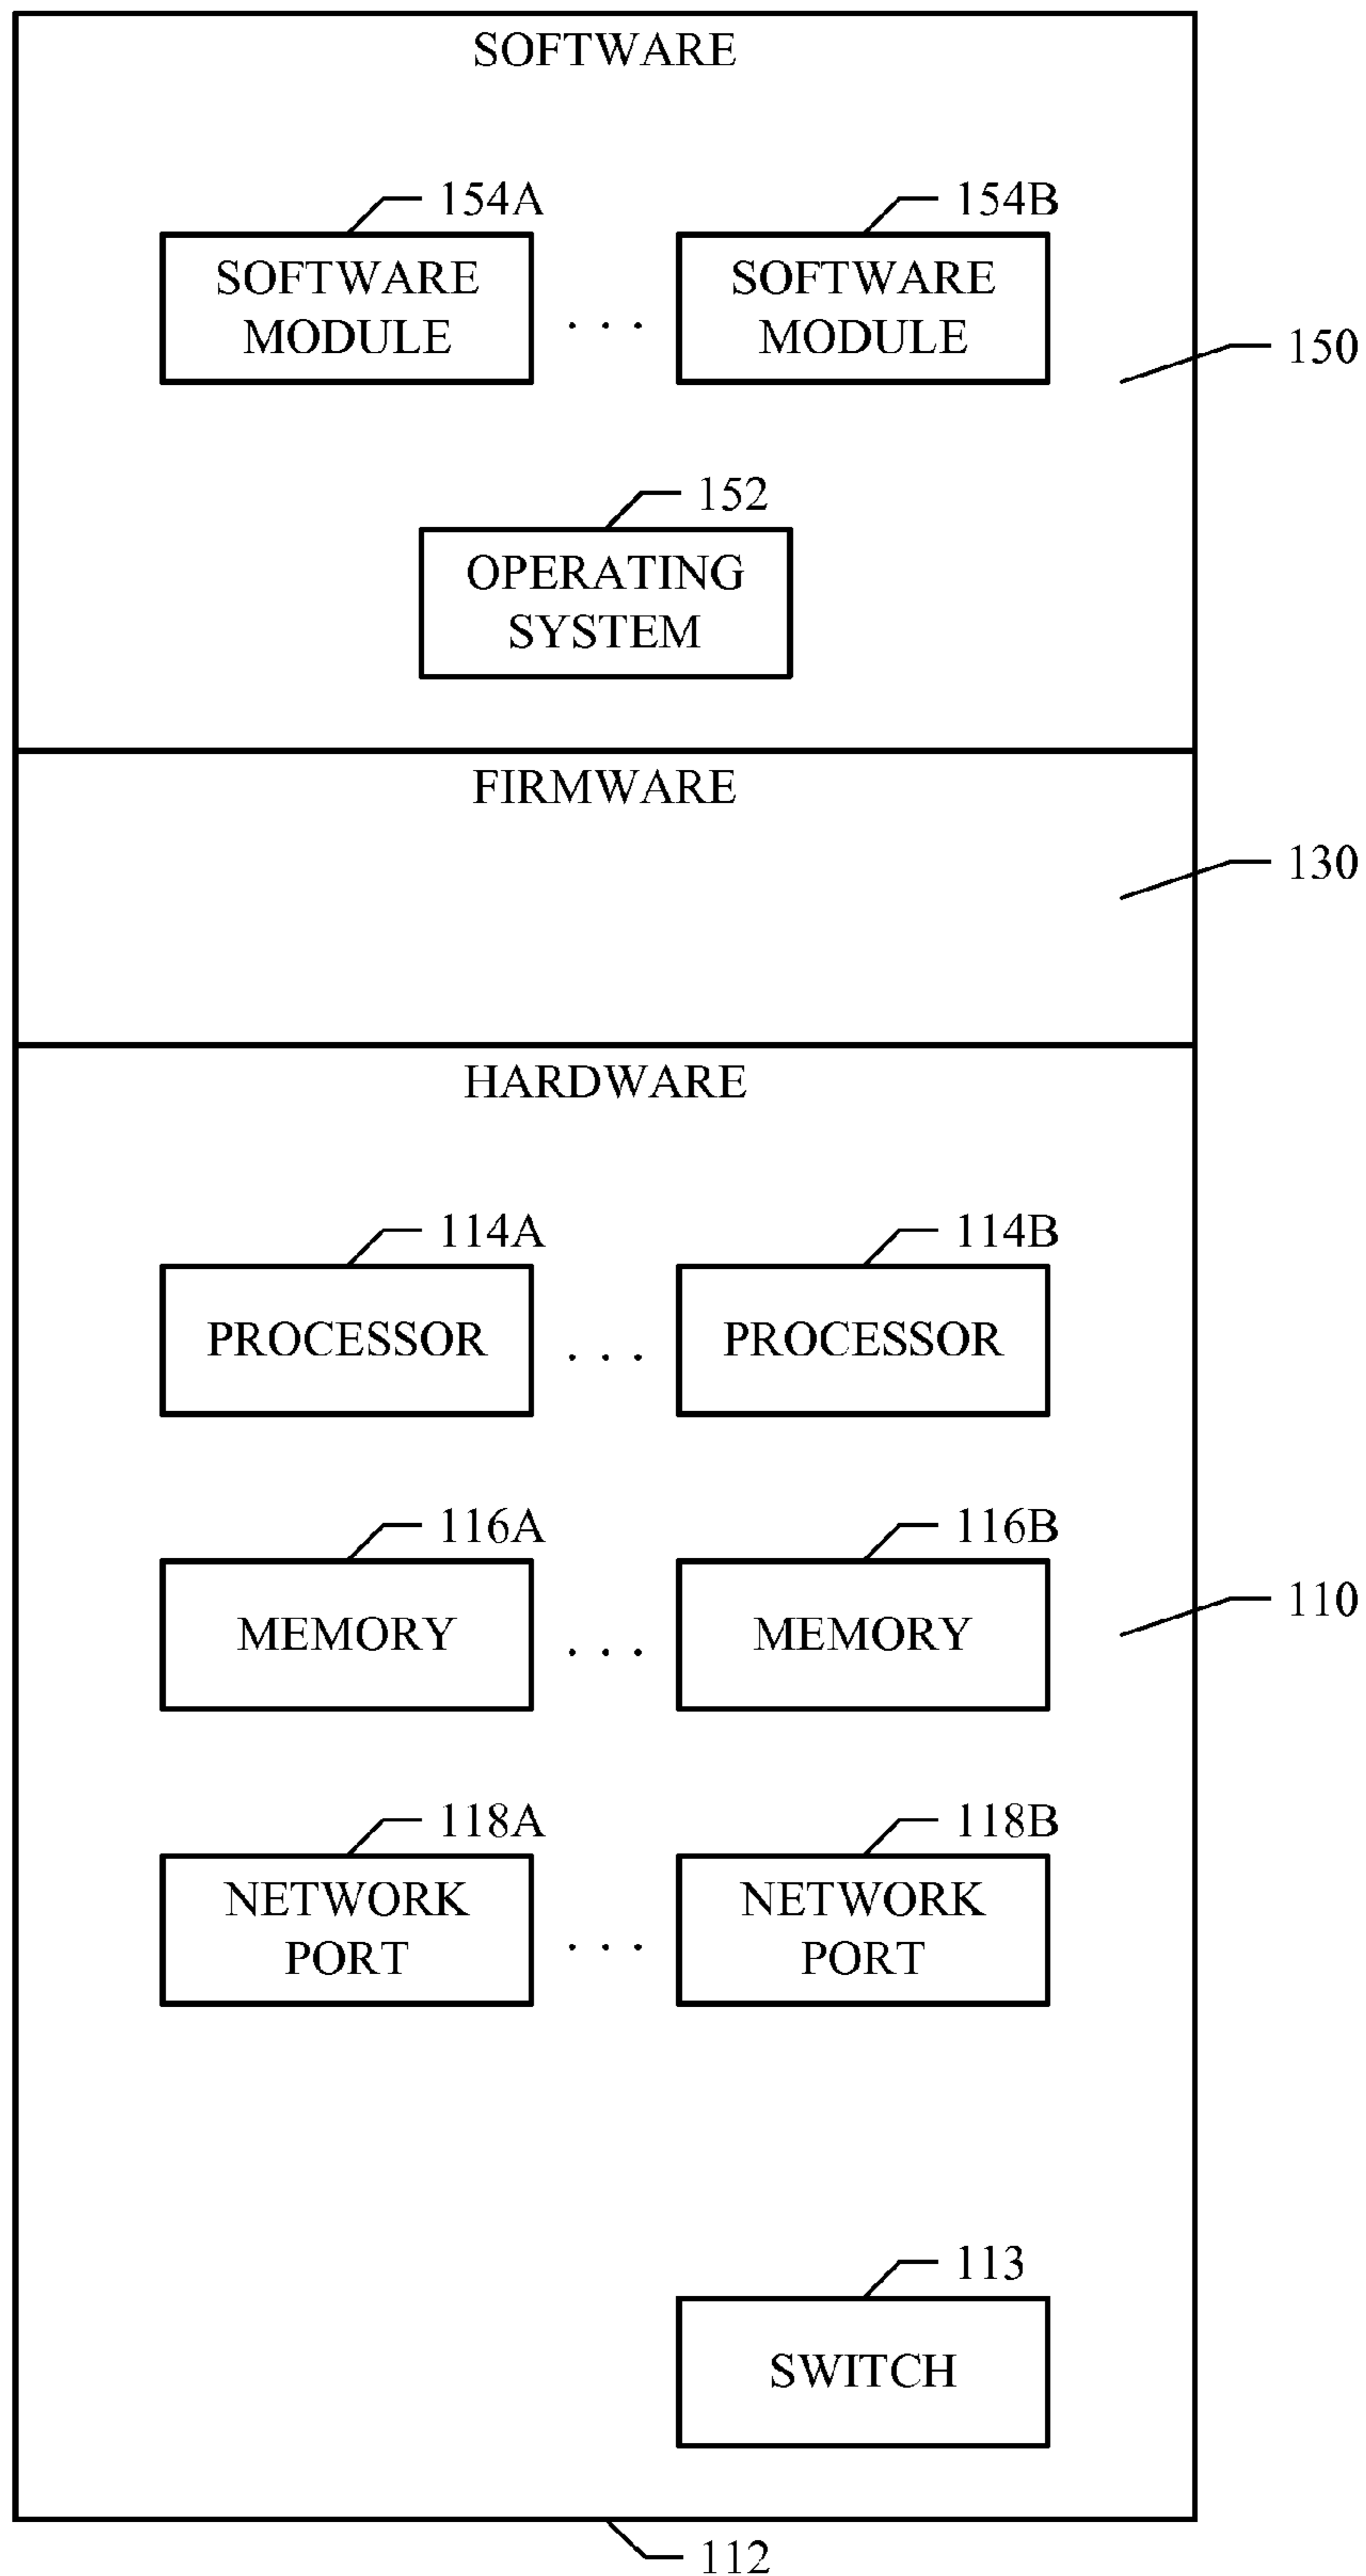 SOFTWARE
154A 154B
SOFTWARE SOFTWARE
MODULE . . . MODULE
150
152
OPERATING
SYSTEM
FIRMWARE
130
HARDWARE
114A 114B
PROCESSOR . . . PROCESSOR
116A 116B
110
MEMORY . . . MEMORY
118A 118B
NETWORK NETWORK
PORT . . . PORT
113
SWITCH
112